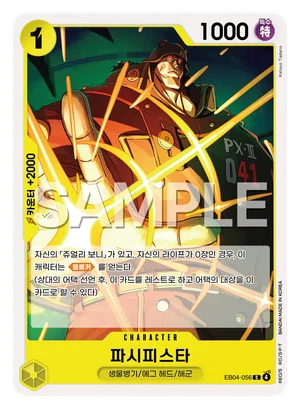 1
1000
특수
特
카운터 +2000
PX-III
041
SAMPLE
자신의 「쥬얼리 보니」가 있고, 자신의 라이프가 0장인 경우, 이
캐릭터는 블로커 를 얻는다.
(상대의 어택 선언 후, 이 카드를 레스트로 하고 어택의 대상을 이
카드로 할 수 있다)
CHARACTER
파시피스타
생물병기/에그 헤드/해군
EB04-056
BANDAI MADE IN KOREA